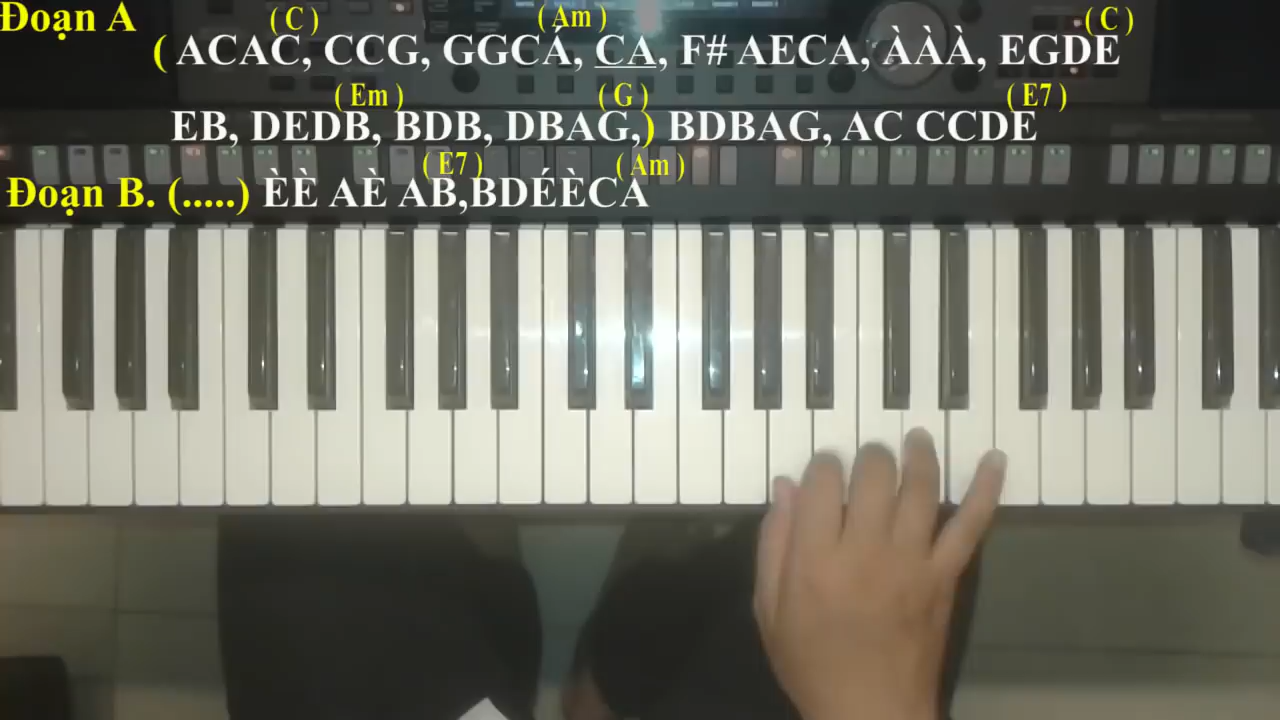 Đoạn A ( C ) ( Am ) ( C )
( ACAC, CCG, GGCÁ, CA, F# AECA, ÀÀÀ, EGDE
( Em ) ( G ) ( E7 )
EB, DEDB, BDB, DBAG,) BDBAG, AC CCDE
( E7 ) ( Am )
Đoạn B. (.....) ÈÈ AÈ AB,BDÉÈCA